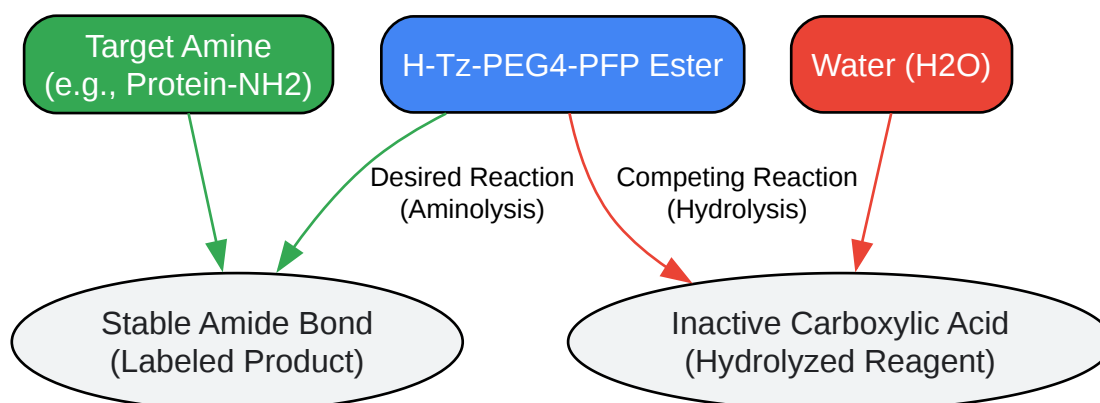 Target Amine
(e.g., Protein-NH2)
H-Tz-PEG4-PFP Ester
Water (H2O)
Desired Reaction
(Aminolysis)
Competing Reaction
(Hydrolysis)
Stable Amide Bond
(Labeled Product)
Inactive Carboxylic Acid
(Hydrolyzed Reagent)